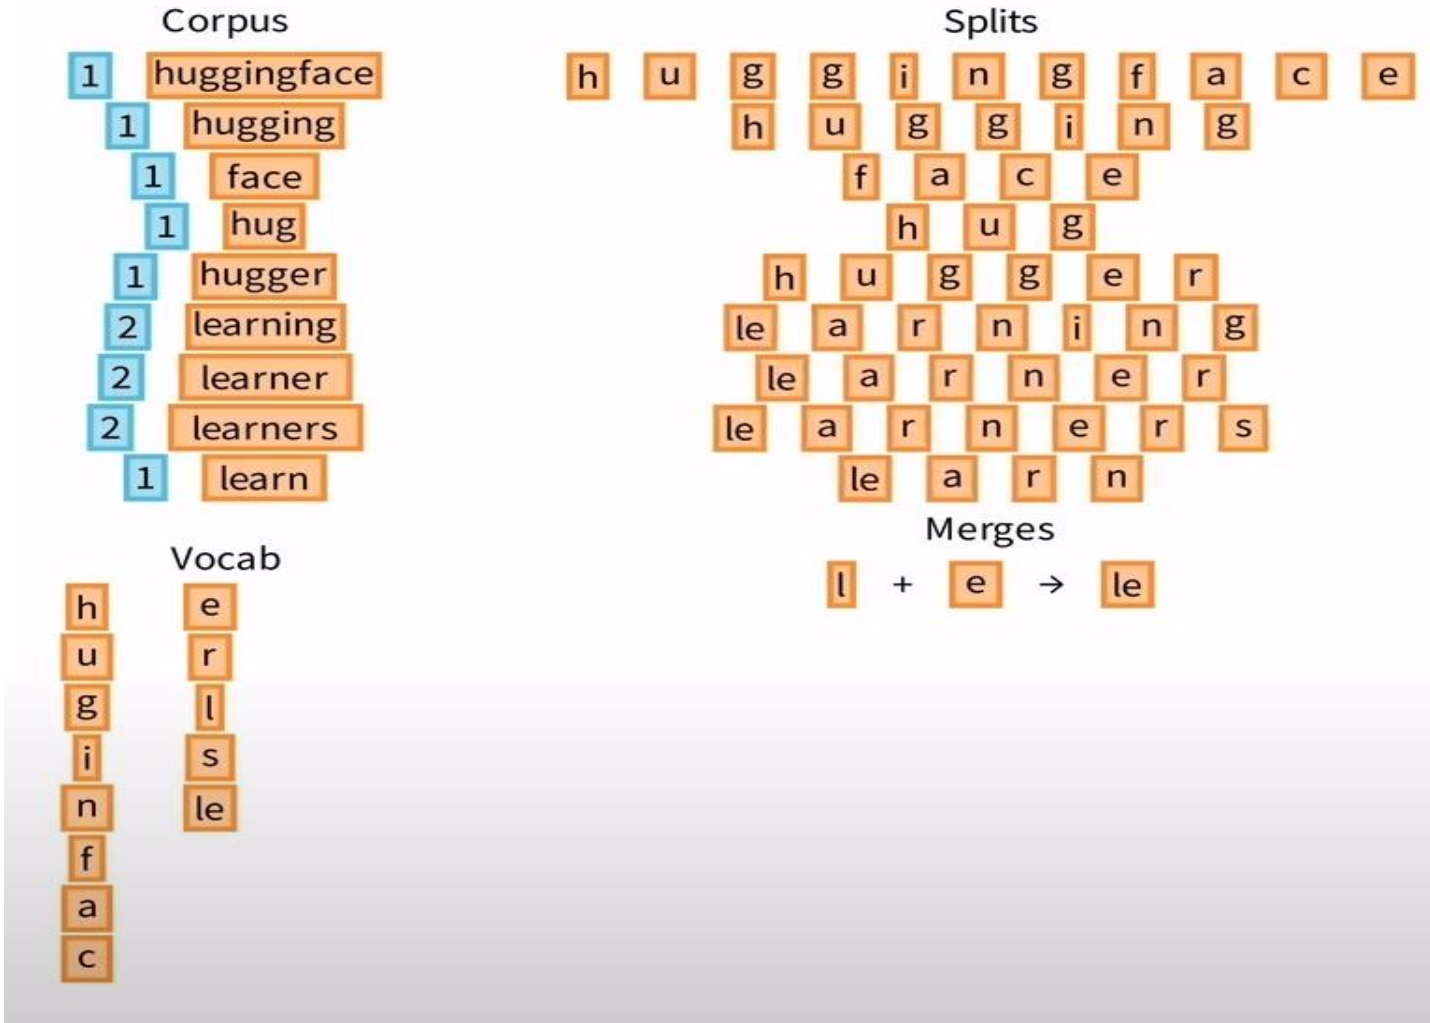 Corpus
1 huggingface
1 hugging
1 face
1 hug
1 hugger
2 learning
2 learner
2 learners
1 learn
Splits
h u g g i n g f a c e
h u g g i n g
f a c e
h u g
h u g g e r
le a r n i n g
le a r n e r
le a r n e r s
le a r n
Vocab
h e
u r
g l
i s
n le
f
a
c
Merges
l + e → le